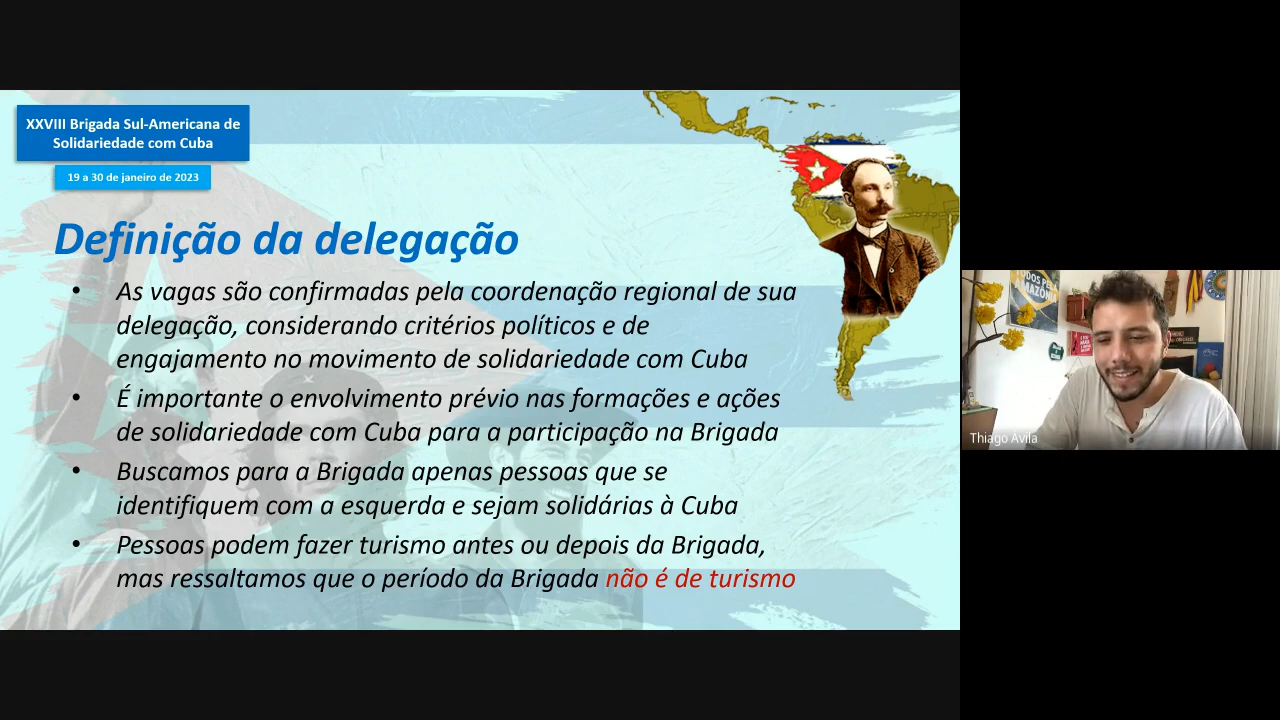 XXVIII Brigada Sul-Americana de
Solidariedade com Cuba
19 a 30 de janeiro de 2023
Definição da delegação
• As vagas são confirmadas pela coordenação regional de sua
delegação, considerando critérios políticos e de
engajamento no movimento de solidariedade com Cuba
• É importante o envolvimento prévio nas formações e ações
de solidariedade com Cuba para a participação na Brigada
• Buscamos para a Brigada apenas pessoas que se
identifiquem com a esquerda e sejam solidárias à Cuba
• Pessoas podem fazer turismo antes ou depois da Brigada,
mas ressaltamos que o período da Brigada não é de turismo
AMAZÔNIA
Thiago Ávila